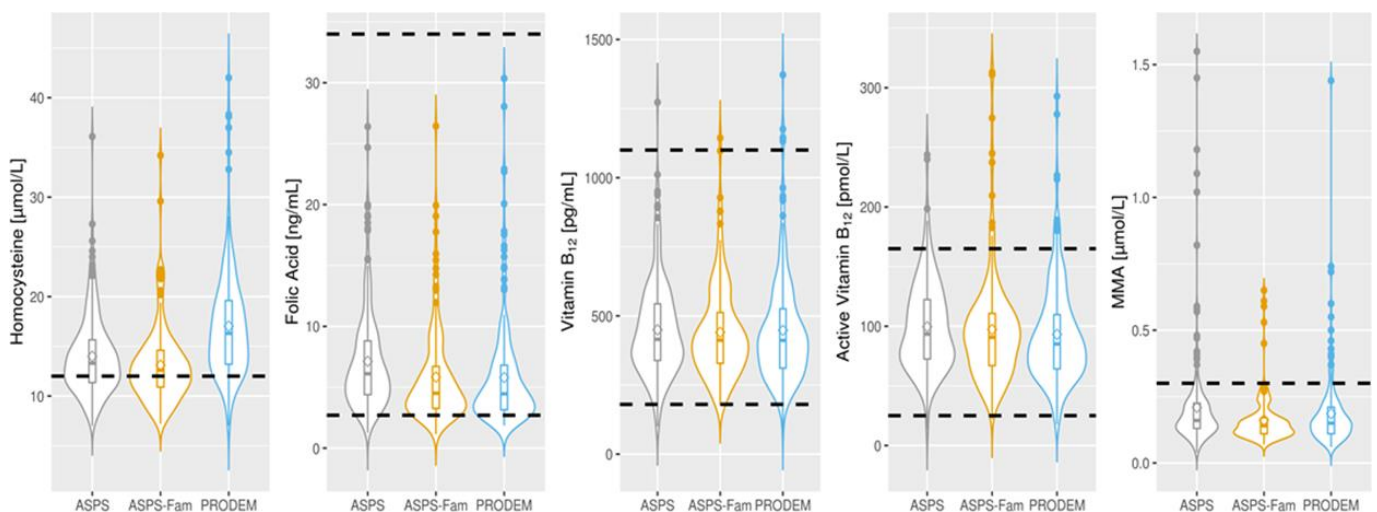 Homocysteine [µmol/L]
40
30
20
10
ASPS ASPS-Fam PRODEM
Folic Acid [ng/mL]
30
20
10
0
ASPS ASPS-Fam PRODEM
Vitamin B₁₂ [pg/mL]
1500
1000
500
0
ASPS ASPS-Fam PRODEM
Active Vitamin B₁₂ [pmol/L]
300
200
100
0
ASPS ASPS-Fam PRODEM
MMA [µmol/L]
1.5
1.0
0.5
0.0
ASPS ASPS-Fam PRODEM